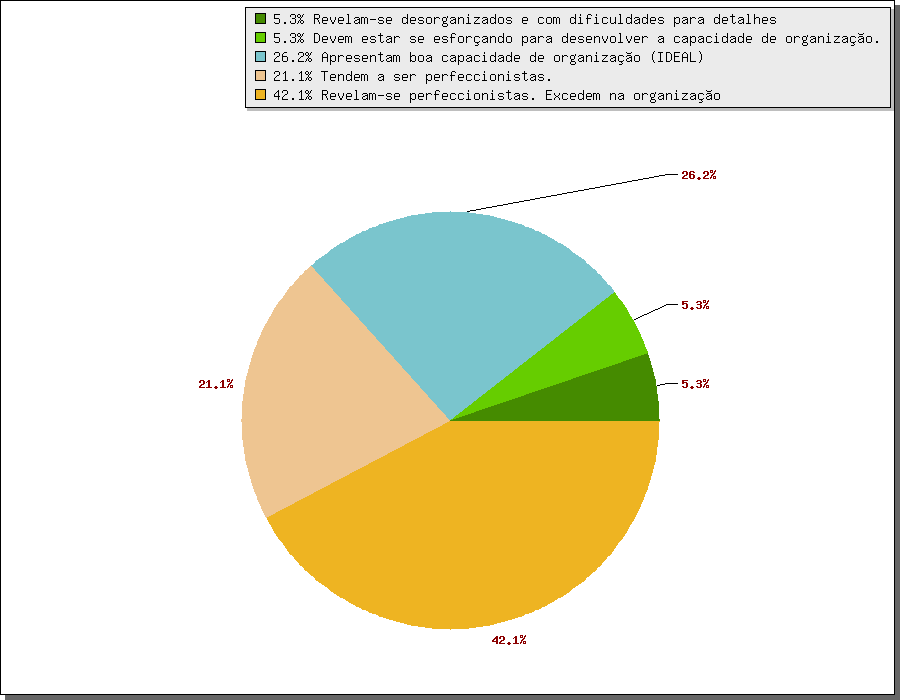 5.3% Revelam-se desorganizados e com dificuldades para detalhes
5.3% Devem estar se esforçando para desenvolver a capacidade de organização.
26.2% Apresentam boa capacidade de organização (IDEAL)
21.1% Tendem a ser perfeccionistas.
42.1% Revelam-se perfeccionistas. Excedem na organização
26.2%
5.3%
21.1%
5.3%
42.1%